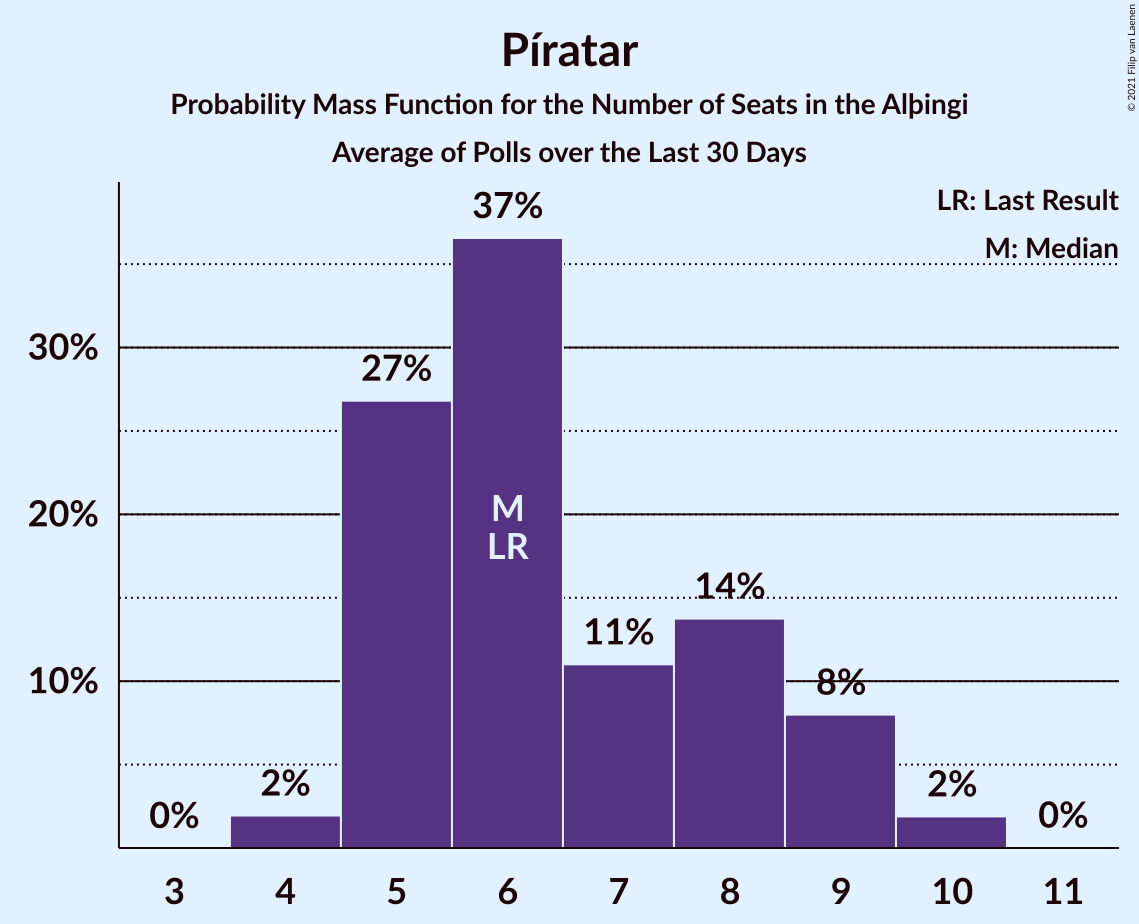 Píratar
Probability Mass Function for the Number of Seats in the Alþingi
Average of Polls over the Last 30 Days
© 2021 Filip van Laenen
LR: Last Result
M: Median
37%
30%
27%
20%
M
LR
14%
11%
10%
8%
2%
2%
0%
0%
3 4 5 6 7 8 9 10 11